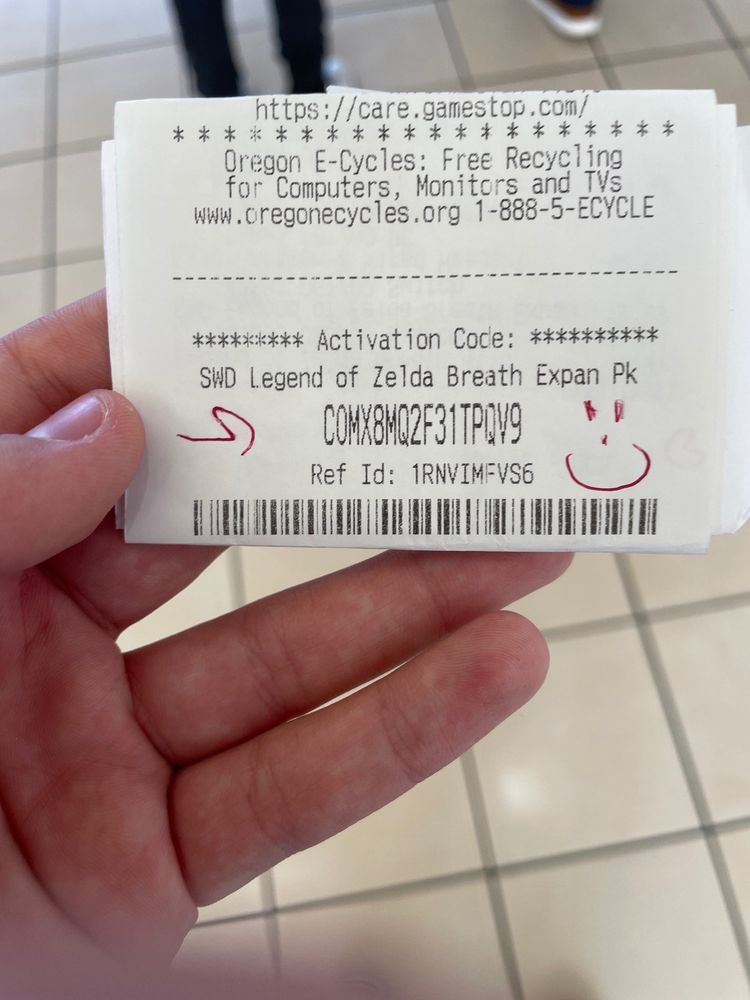 https://care.gamestop.com/
* * * * * * * * * * * * * * * * * * * *
Oregon E-Cycles: Free Recycling
for Computers, Monitors and TVs
www.oregonecycles.org 1-888-5-ECYCLE
--------------------------------------------------
********* Activation Code: **********
SWD Legend of Zelda Breath Expan Pk
COMX8MQ2F31TPQV9
Ref Id: 1RNVIMFVS6